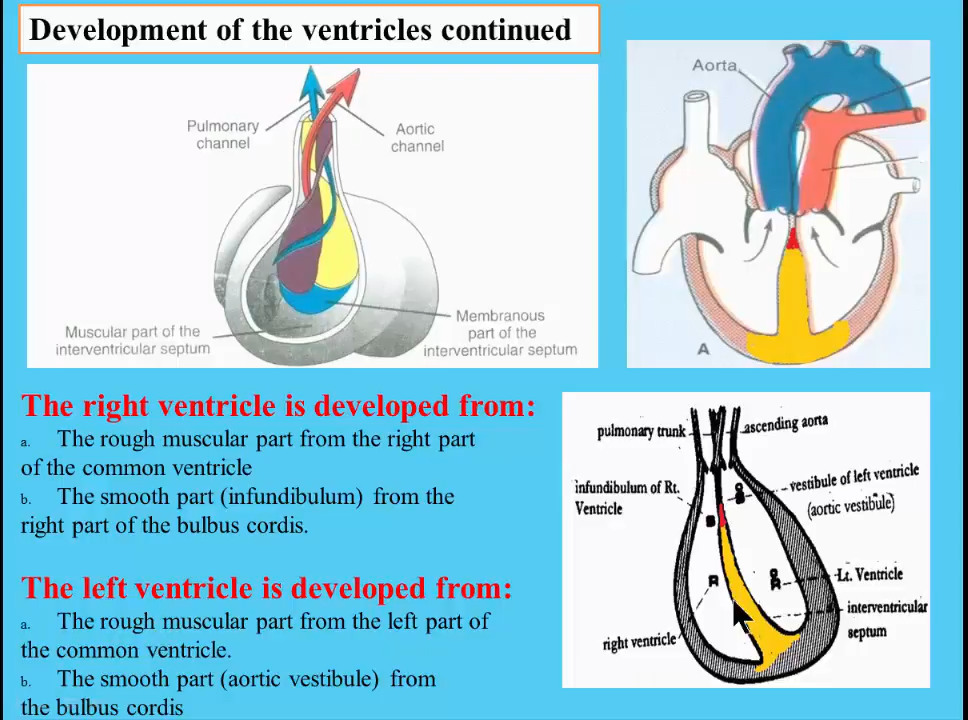 Development of the ventricles continued
Pulmonary
channel
Aortic
channel
Muscular part of the
interventricular septum
Membranous
part of the
interventricular septum
Aorta
A
The right ventricle is developed from:
a. The rough muscular part from the right part
of the common ventricle
b. The smooth part (infundibulum) from the
right part of the bulbus cordis.
The left ventricle is developed from:
a. The rough muscular part from the left part of
the common ventricle.
b. The smooth part (aortic vestibule) from
the bulbus cordis
pulmonary trunk
ascending aorta
infundibulum of Rt.
Ventricle
vestibule of left ventricle
(aortic vestibule)
B
A
Lt. Ventricle
interventricular
septum
right ventricle